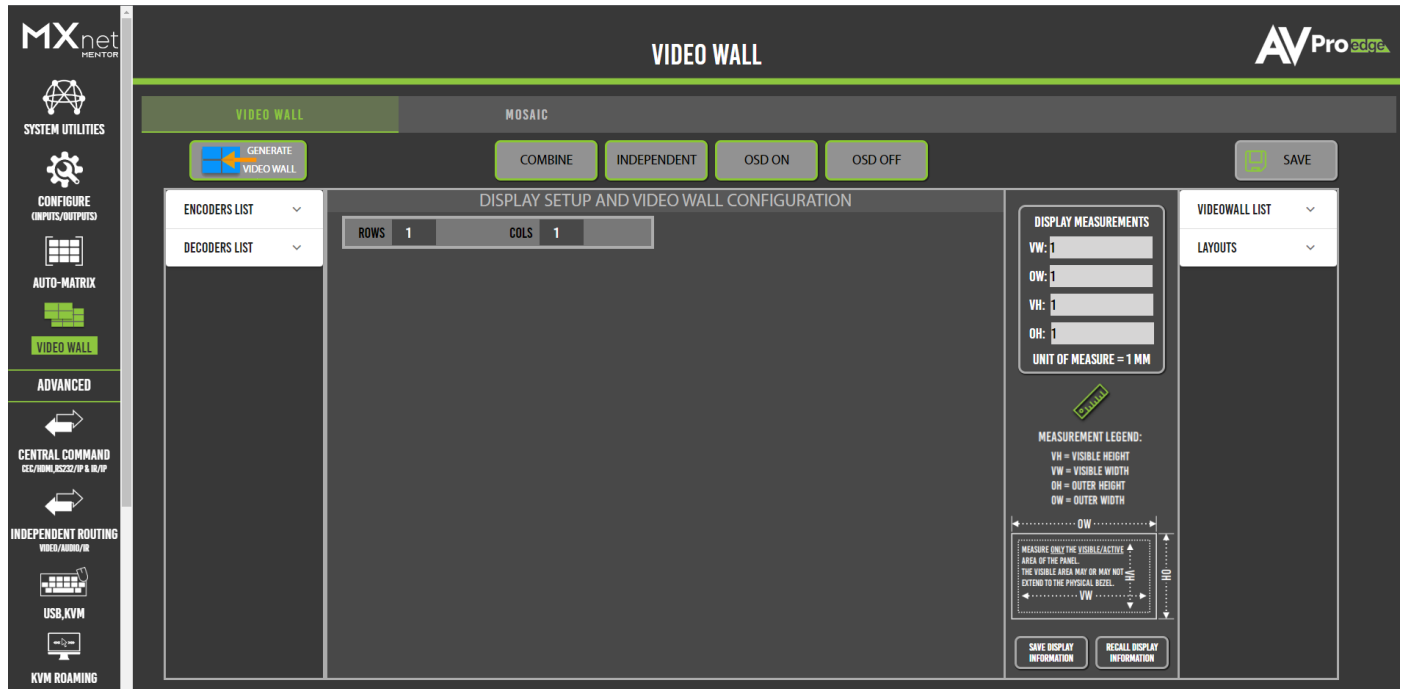 MXnet
MENTOR
VIDEO WALL
AVPro edge
SYSTEM UTILITIES
CONFIGURE
(INPUTS/OUTPUTS)
AUTO-MATRIX
VIDEO WALL
ADVANCED
CENTRAL COMMAND
CEC/HDMI,RS232/IP & IR/IP
INDEPENDENT ROUTING
VIDEO/AUDIO/IR
USB,KVM
KVM ROAMING
VIDEO WALL
MOSAIC
GENERATE
VIDEO WALL
COMBINE
INDEPENDENT
OSD ON
OSD OFF
SAVE
ENCODERS LIST
DECODERS LIST
DISPLAY SETUP AND VIDEO WALL CONFIGURATION
ROWS 1 COLS 1
DISPLAY MEASUREMENTS
VW: 1
OW: 1
VH: 1
OH: 1
UNIT OF MEASURE = 1 MM
MEASUREMENT LEGEND:
VH = VISIBLE HEIGHT
VW = VISIBLE WIDTH
OH = OUTER HEIGHT
OW = OUTER WIDTH
OW
MEASURE ONLY THE VISIBLE/ACTIVE
AREA OF THE PANEL.
THE VISIBLE AREA MAY OR MAY NOT
EXTEND TO THE PHYSICAL BEZEL.
VH
OH
VW
SAVE DISPLAY
INFORMATION
RECALL DISPLAY
INFORMATION
VIDEOWALL LIST
LAYOUTS